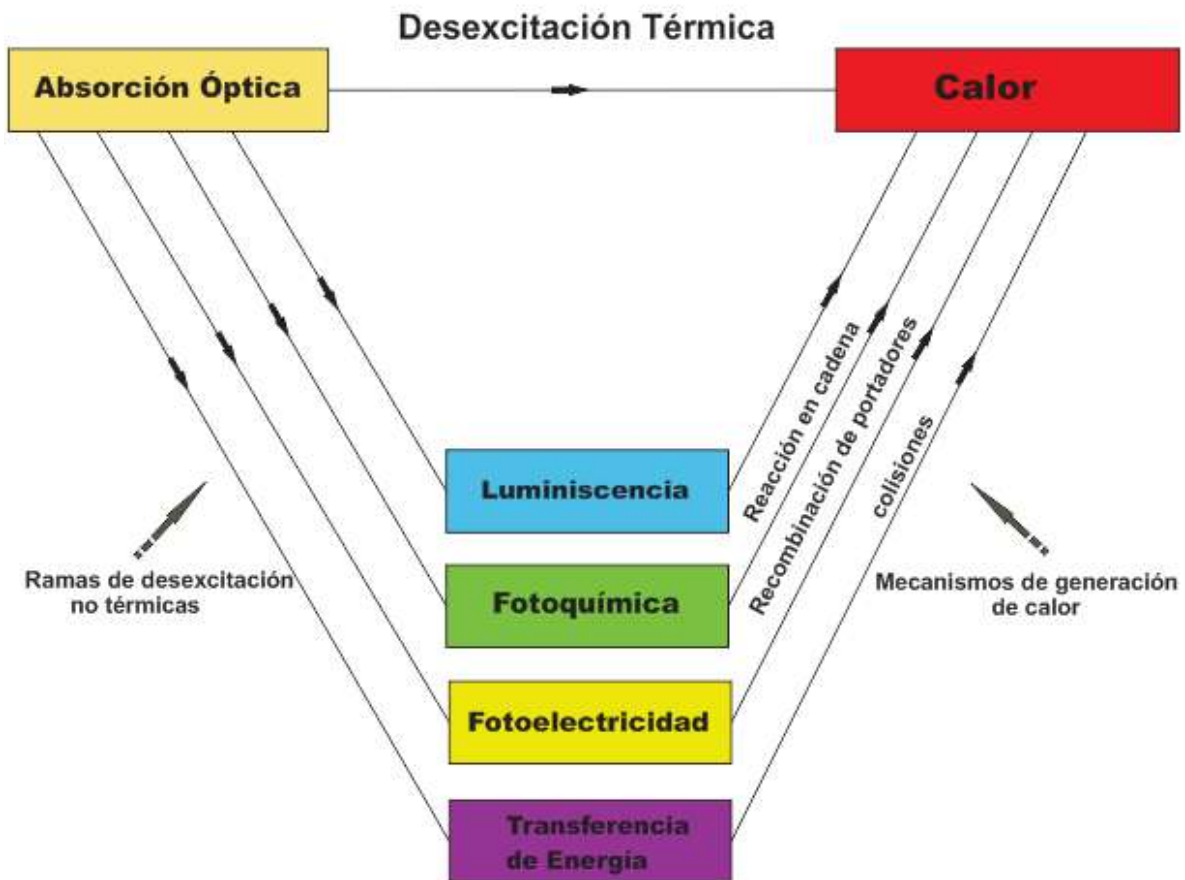 Desexcitación Térmica
Absorción Óptica
Calor
Luminiscencia
Reacción en cadena
Recombinación de portadores
colisiones
Ramas de desexcitación
no térmicas
Fotoquímica
Mecanismos de generación
de calor
Fotoelectricidad
Transferencia
de Energía